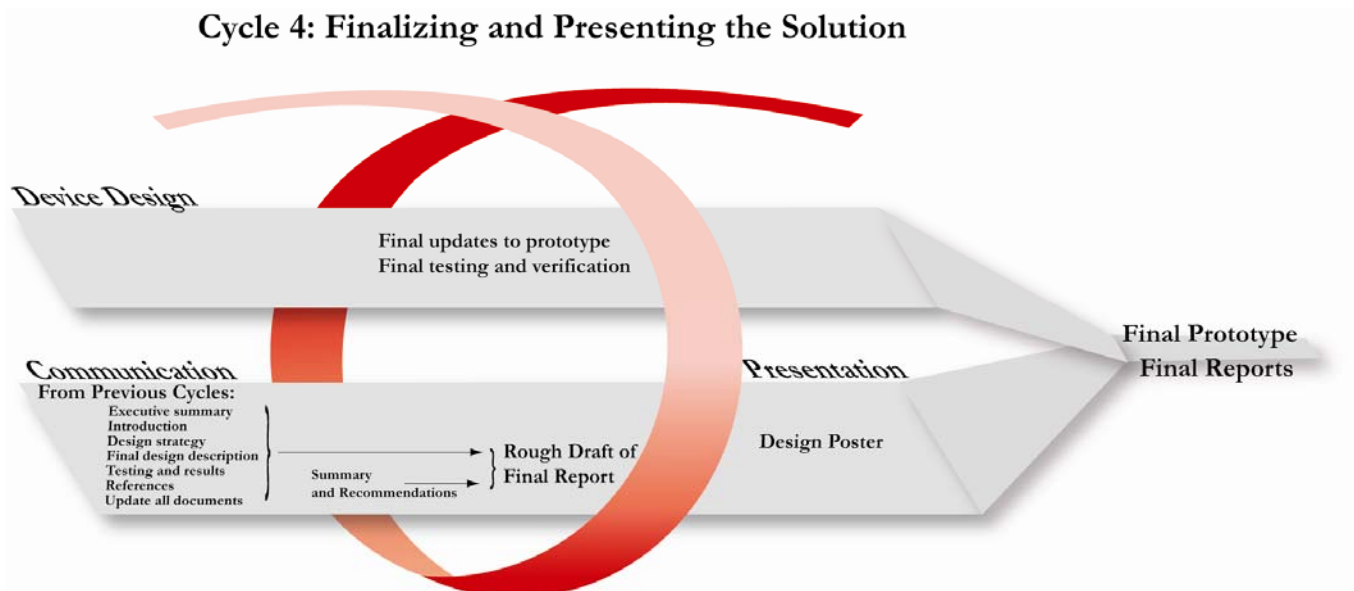 Cycle 4: Finalizing and Presenting the Solution
Device Design
Final updates to prototype
Final testing and verification
Communication
From Previous Cycles:
Executive summary
Introduction
Design strategy
Final design description
Testing and results
References
Update all documents
Summary
and Recommendations
Rough Draft of
Final Report
Presentation
Design Poster
Final Prototype
Final Reports